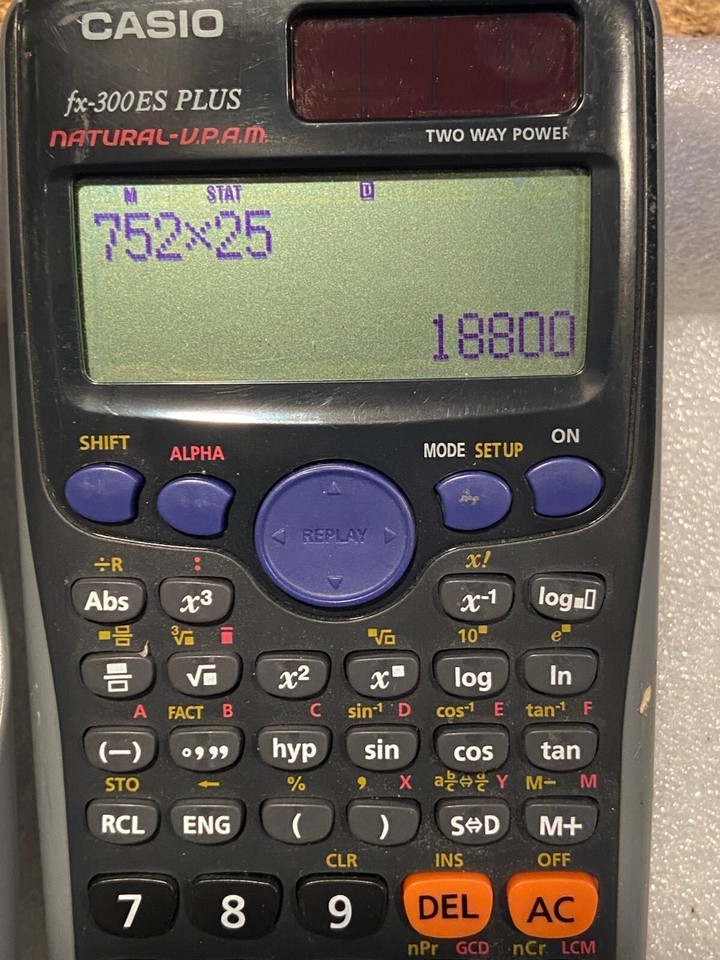 CASIO
fx-300ES PLUS
NATURAL-V.P.A.M.
TWO WAY POWER
M STAT D
752×25
18800
SHIFT ALPHA MODE SETUP ON
REPLAY
÷R : x!
Abs x³ x⁻¹ log▪▯
■▤ ³√■ ■√□ 10■ e■
√■ x² x■ log ln
A FACT B C sin⁻¹ D cos⁻¹ E tan⁻¹ F
(−) °,,, hyp sin cos tan
STO ← % , X a b/c⇔d/c Y M− M
RCL ENG ( ) S⇔D M+
CLR INS OFF
7 8 9 DEL AC
nPr GCD nCr LCM